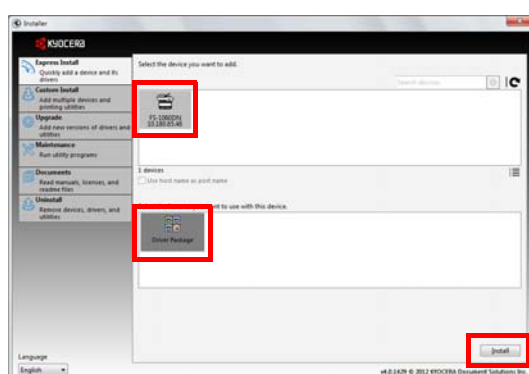 Installer
KYOCERA
Express Install
Quickly add a device and its
drivers
Custom Install
Add multiple devices and
printing utilities
Upgrade
Add new versions of drivers and
utilities
Maintenance
Run utility programs
Documents
Read manuals, licenses, and
readme files
Uninstall
Remove devices, drivers, and
utilities
Select the device you want to add.
Search devices
FS-1060DN
10.180.65.48
1 devices
Use host name as port name
want to use with this device.
Driver Package
Install
Language
English
v4.0.1429 © 2012 KYOCERA Document Solutions Inc.